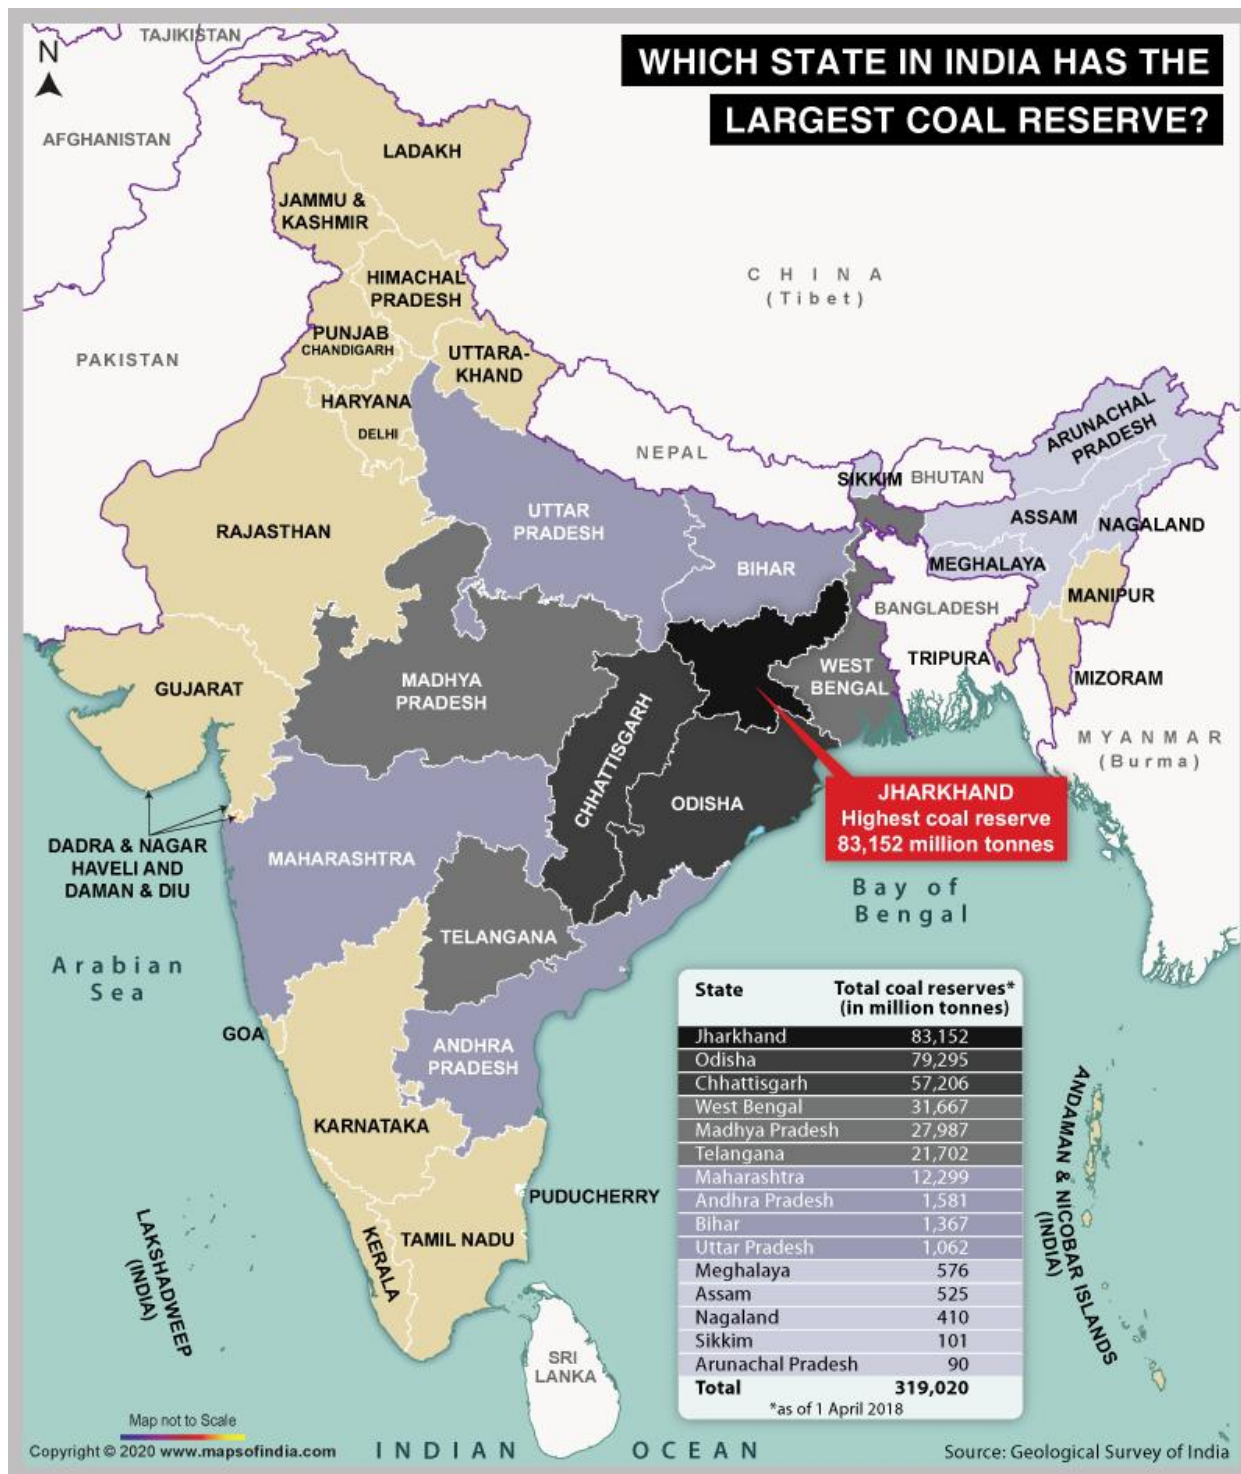 WHICH STATE IN INDIA HAS THE
LARGEST COAL RESERVE?
N
TAJIKISTAN
AFGHANISTAN
PAKISTAN
C H I N A
(Tibet)
NEPAL
BHUTAN
BANGLADESH
MYANMAR
(Burma)
SRI
LANKA
LADAKH
JAMMU &
KASHMIR
HIMACHAL
PRADESH
PUNJAB
CHANDIGARH
UTTARA-
KHAND
HARYANA
DELHI
RAJASTHAN
UTTAR
PRADESH
BIHAR
SIKKIM
ARUNACHAL
PRADESH
ASSAM
NAGALAND
MEGHALAYA
MANIPUR
TRIPURA
MIZORAM
WEST
BENGAL
GUJARAT
MADHYA
PRADESH
CHHATTISGARH
ODISHA
JHARKHAND
Highest coal reserve
83,152 million tonnes
DADRA & NAGAR
HAVELI AND
DAMAN & DIU
MAHARASHTRA
TELANGANA
Bay of
Bengal
Arabian
Sea
GOA
ANDHRA
PRADESH
KARNATAKA
PUDUCHERRY
TAMIL NADU
KERALA
LAKSHADWEEP
(INDIA)
ANDAMAN & NICOBAR ISLANDS
(INDIA)
State Total coal reserves*
(in million tonnes)
Jharkhand 83,152
Odisha 79,295
Chhattisgarh 57,206
West Bengal 31,667
Madhya Pradesh 27,987
Telangana 21,702
Maharashtra 12,299
Andhra Pradesh 1,581
Bihar 1,367
Uttar Pradesh 1,062
Meghalaya 576
Assam 525
Nagaland 410
Sikkim 101
Arunachal Pradesh 90
Total 319,020
*as of 1 April 2018
Map not to Scale
Copyright © 2020 www.mapsofindia.com
INDIAN OCEAN
Source: Geological Survey of India